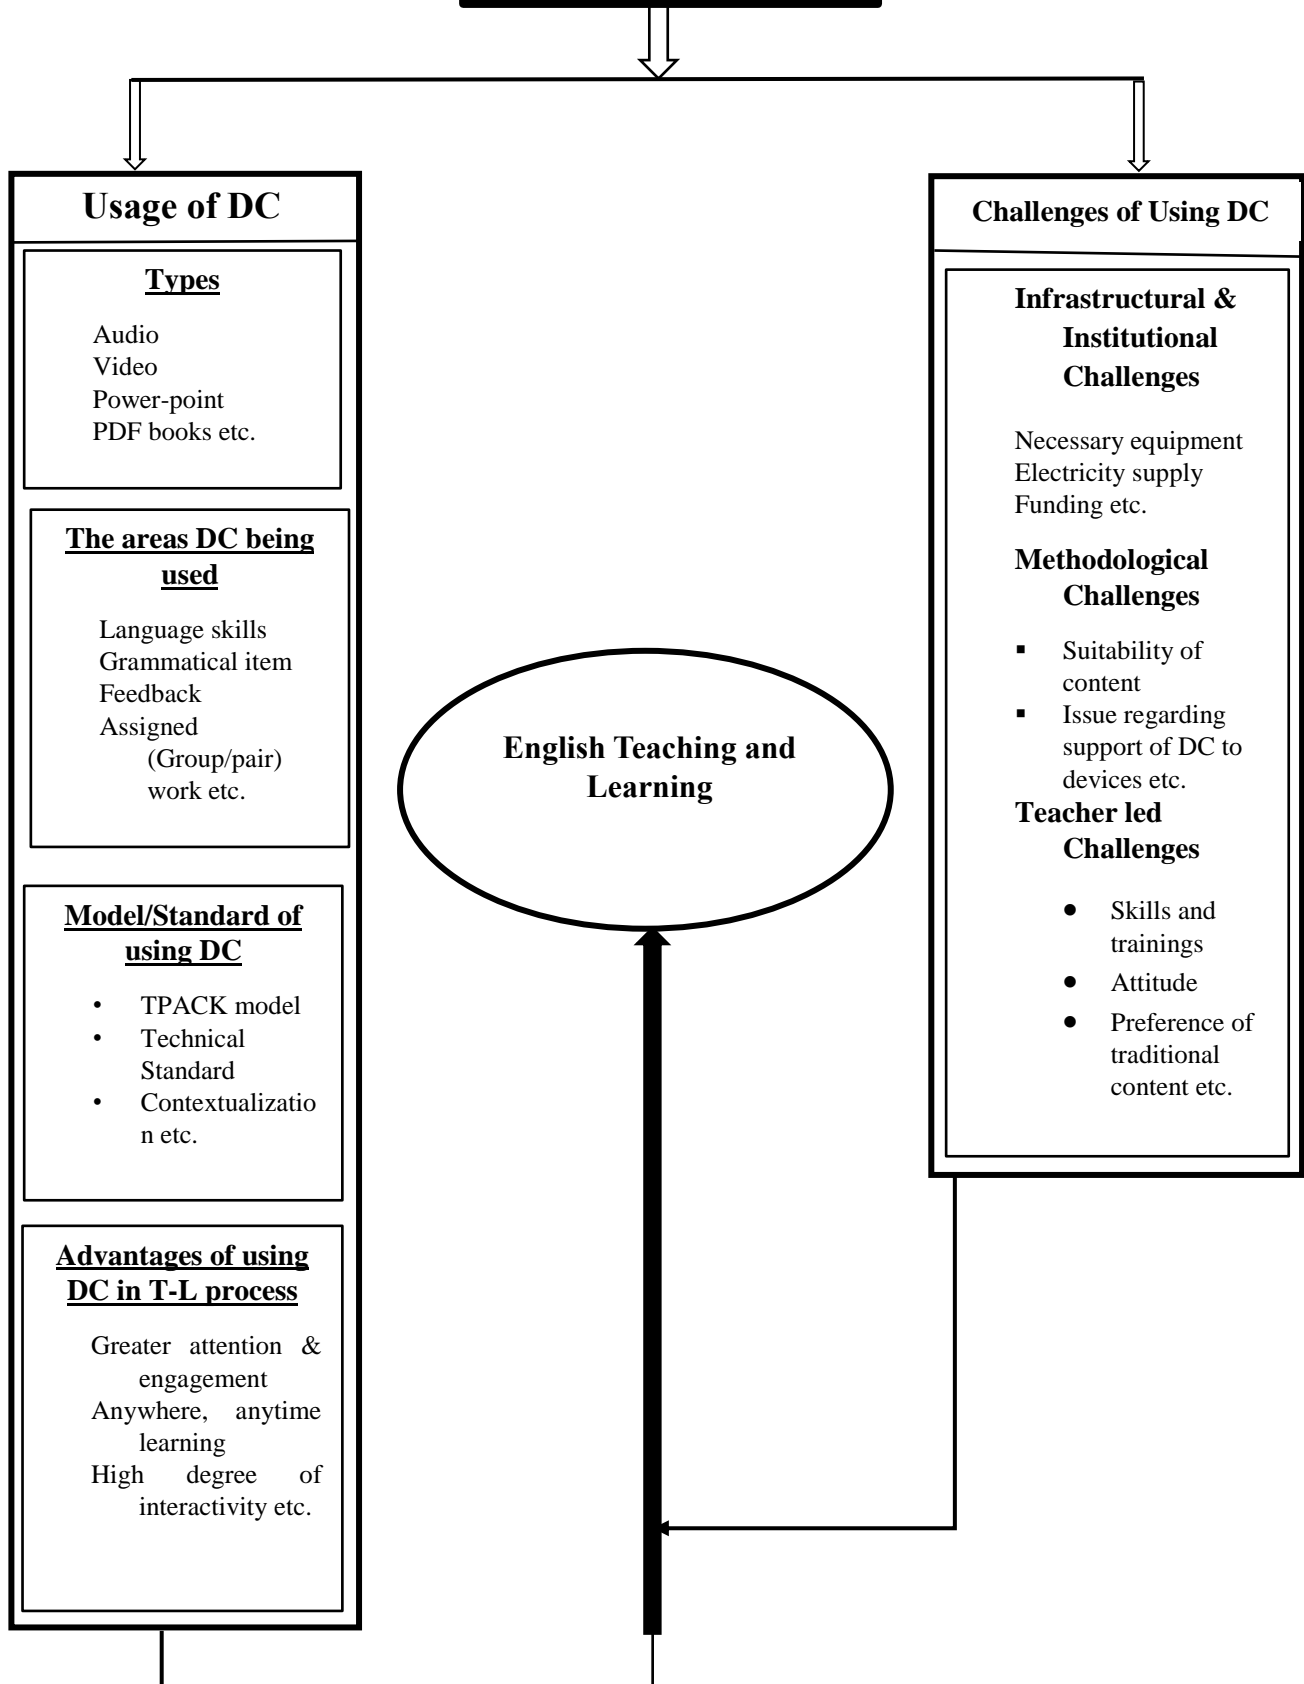 Usage of DC
Types
Audio
Video
Power-point
PDF books etc.
The areas DC being
used
Language skills
Grammatical item
Feedback
Assigned
(Group/pair)
work etc.
Model/Standard of
using DC
• TPACK model
• Technical
Standard
• Contextualizatio
n etc.
Advantages of using
DC in T-L process
Greater attention &
engagement
Anywhere, anytime
learning
High degree of
interactivity etc.
English Teaching and
Learning
Challenges of Using DC
Infrastructural &
Institutional
Challenges
Necessary equipment
Electricity supply
Funding etc.
Methodological
Challenges
▪ Suitability of
content
▪ Issue regarding
support of DC to
devices etc.
Teacher led
Challenges
● Skills and
trainings
● Attitude
● Preference of
traditional
content etc.